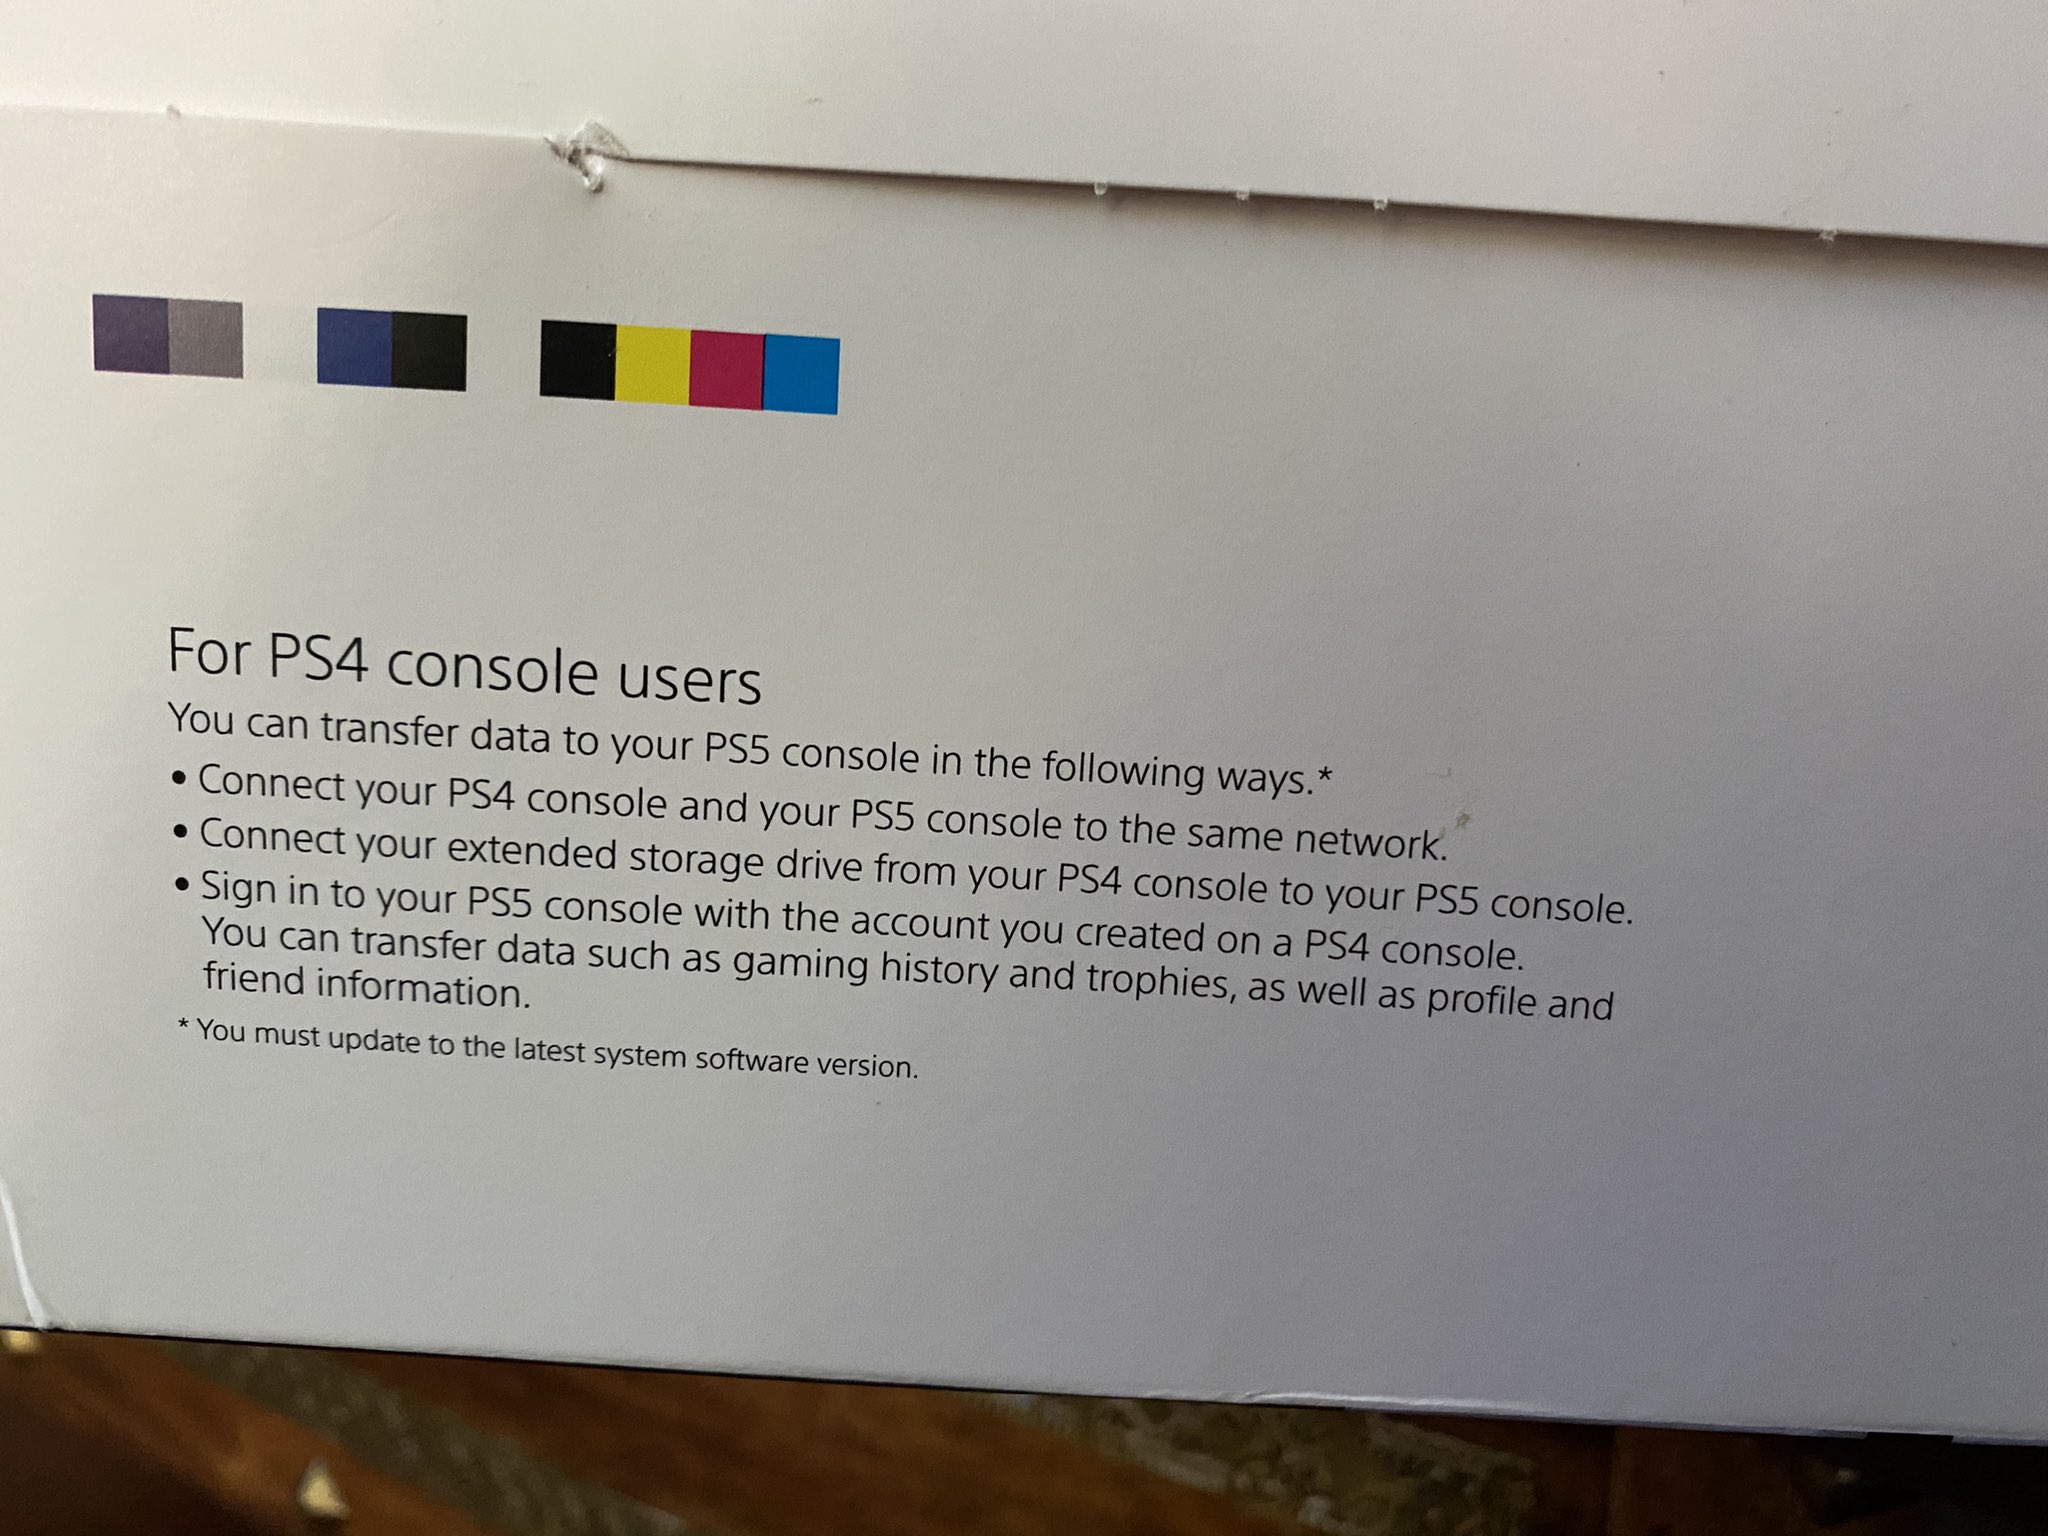 For PS4 console users
You can transfer data to your PS5 console in the following ways.*
• Connect your PS4 console and your PS5 console to the same network.
• Connect your extended storage drive from your PS4 console to your PS5 console.
• Sign in to your PS5 console with the account you created on a PS4 console.
You can transfer data such as gaming history and trophies, as well as profile and
friend information.
* You must update to the latest system software version.